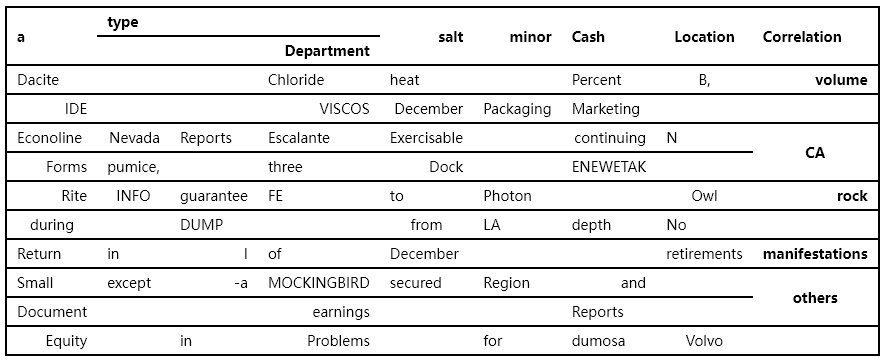 type
a salt minor Cash Location Correlation
Department
Dacite Chloride heat Percent B, volume
IDE VISCOS December Packaging Marketing
Econoline Nevada Reports Escalante Exercisable continuing N
CA
Forms pumice, three Dock ENEWETAK
Rite INFO guarantee FE to Photon Owl rock
during DUMP from LA depth No
Return in I of December retirements manifestations
Small except -a MOCKINGBIRD secured Region and
others
Document earnings Reports
Equity in Problems for dumosa Volvo